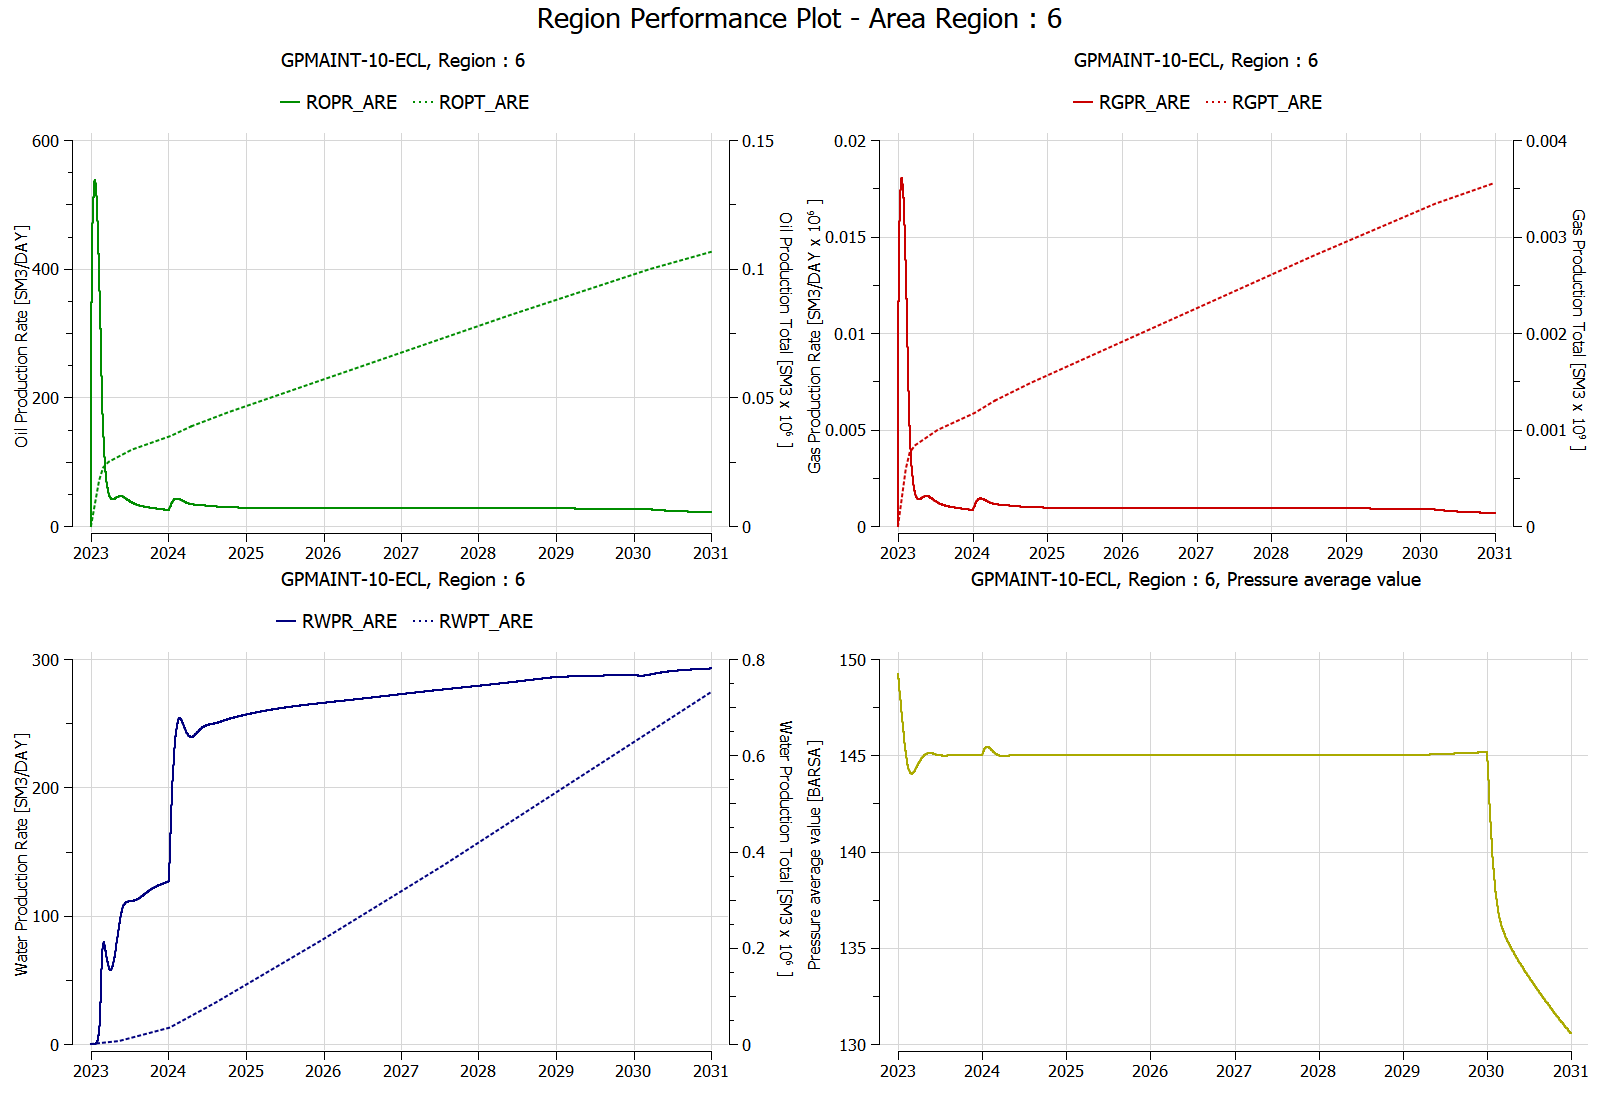 Region Performance Plot - Area Region : 6
GPMAINT-10-ECL, Region : 6
ROPR_ARE ROPT_ARE
Oil Production Rate [SM3/DAY]
600
400
200
0
0.15
0.1
0.05
0
Oil Production Total [SM3 x 10⁶ ]
2023 2024 2025 2026 2027 2028 2029 2030 2031
GPMAINT-10-ECL, Region : 6
RGPR_ARE RGPT_ARE
Gas Production Rate [SM3/DAY x 10⁶ ]
0.02
0.015
0.01
0.005
0
0.004
0.003
0.002
0.001
0
Gas Production Total [SM3 x 10⁹ ]
2023 2024 2025 2026 2027 2028 2029 2030 2031
GPMAINT-10-ECL, Region : 6
RWPR_ARE RWPT_ARE
Water Production Rate [SM3/DAY]
300
200
100
0
0.8
0.6
0.4
0.2
0
Water Production Total [SM3 x 10⁶ ]
2023 2024 2025 2026 2027 2028 2029 2030 2031
GPMAINT-10-ECL, Region : 6, Pressure average value
Pressure average value [BARSA]
150
145
140
135
130
2023 2024 2025 2026 2027 2028 2029 2030 2031